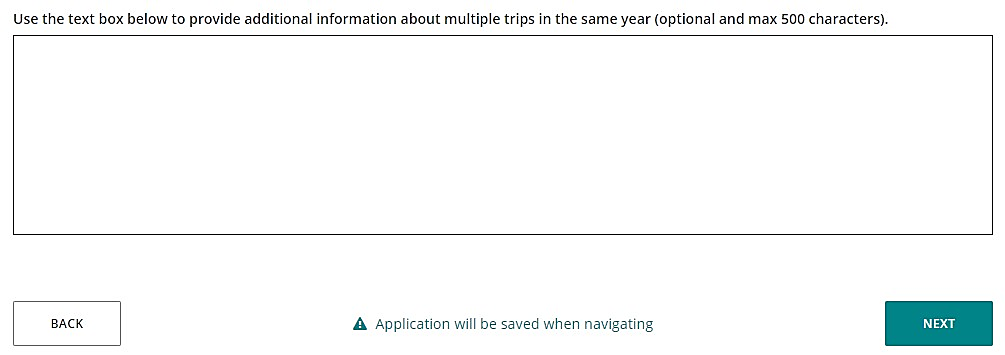 Use the text box below to provide additional information about multiple trips in the same year (optional and max 500 characters).
BACK
Application will be saved when navigating
NEXT